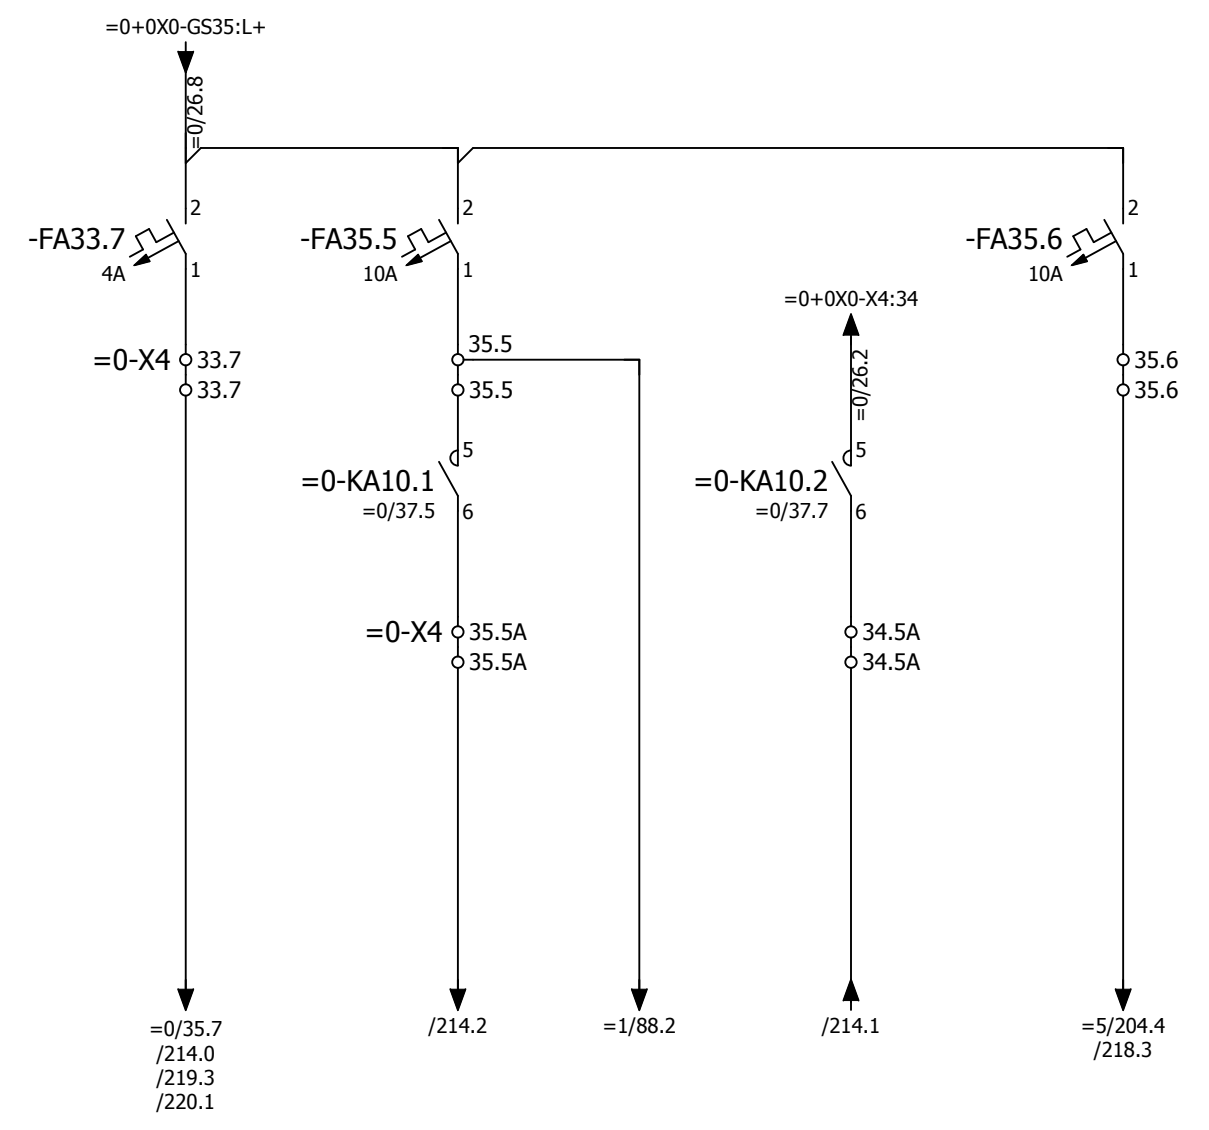 =0+0X0-GS35:L+
=0/26.8
2
-FA33.7
4A
1
2
-FA35.5
10A
1
2
-FA35.6
10A
1
=0+0X0-X4:34
=0/26.2
=0-X4
33.7
33.7
35.5
35.5
35.6
35.6
5
=0-KA10.1
=0/37.5
6
5
=0-KA10.2
=0/37.7
6
=0-X4
35.5A
35.5A
34.5A
34.5A
=0/35.7
/214.0
/219.3
/220.1
/214.2
=1/88.2
/214.1
=5/204.4
/218.3